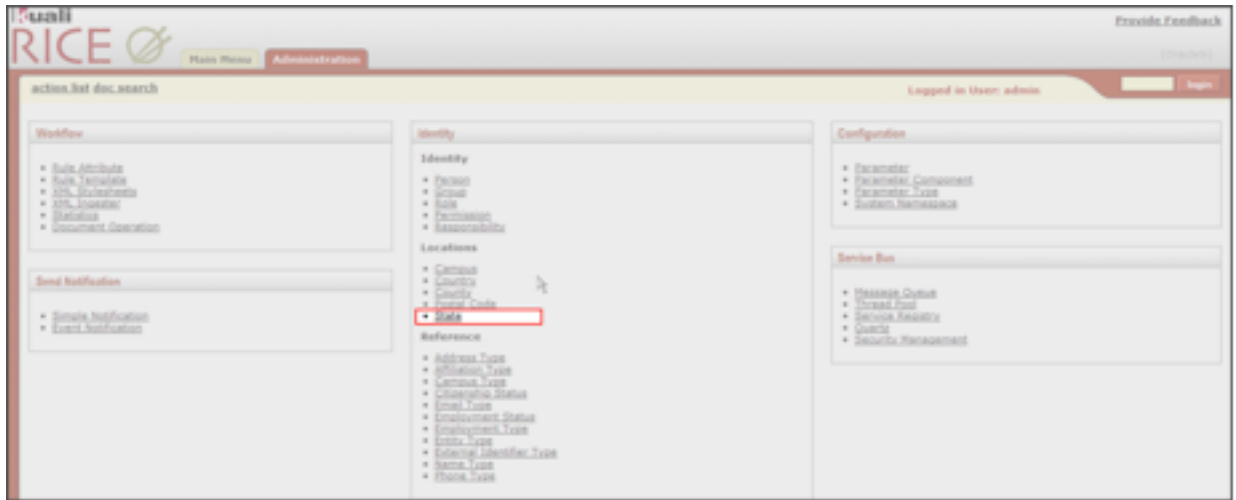 Kuali
RICE
Provide Feedback
Main Menu
Administration
action list doc search
Logged in User: admin
login
Workflow
Rule Attribute
Rule Template
XML Stylesheets
XML Ingester
Statistics
Document Operation
Send Notification
Simple Notification
Event Notification
Identity
Identity
Person
Group
Role
Permission
Responsibility
Locations
Campus
Country
County
Postal Code
State
Reference
Address Type
Affiliation Type
Campus Type
Citizenship Status
Email Type
Employment Status
Employment Type
Entity Type
External Identifier Type
Name Type
Phone Type
Configuration
Parameter
Parameter Component
Parameter Type
System Namespace
Service Bus
Message Queue
Thread Pool
Service Registry
Quartz
Security Management